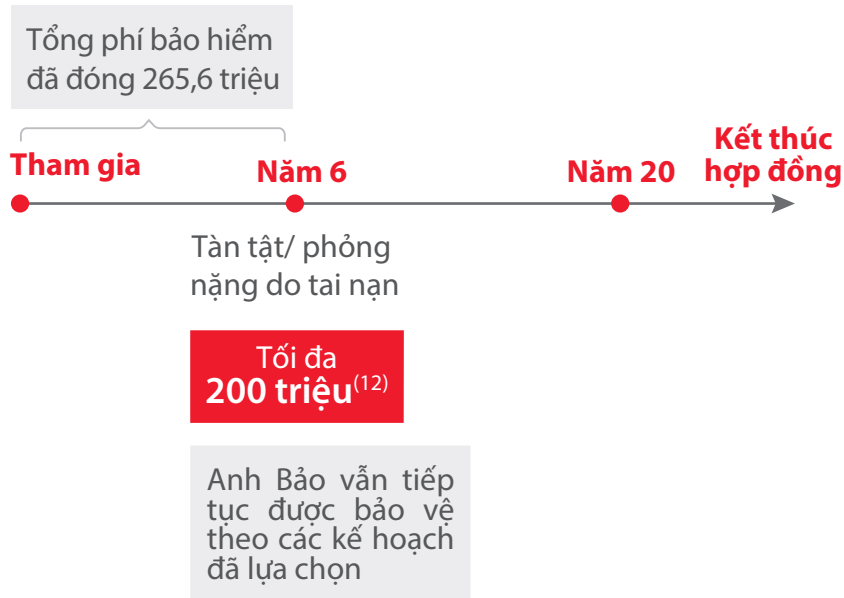 Tổng phí bảo hiểm
đã đóng 265,6 triệu
Tham gia
Năm 6
Năm 20
Kết thúc
hợp đồng
Tàn tật/ phỏng
nặng do tai nạn
Tối đa
200 triệu(12)
Anh Bảo vẫn tiếp
tục được bảo vệ
theo các kế hoạch
đã lựa chọn